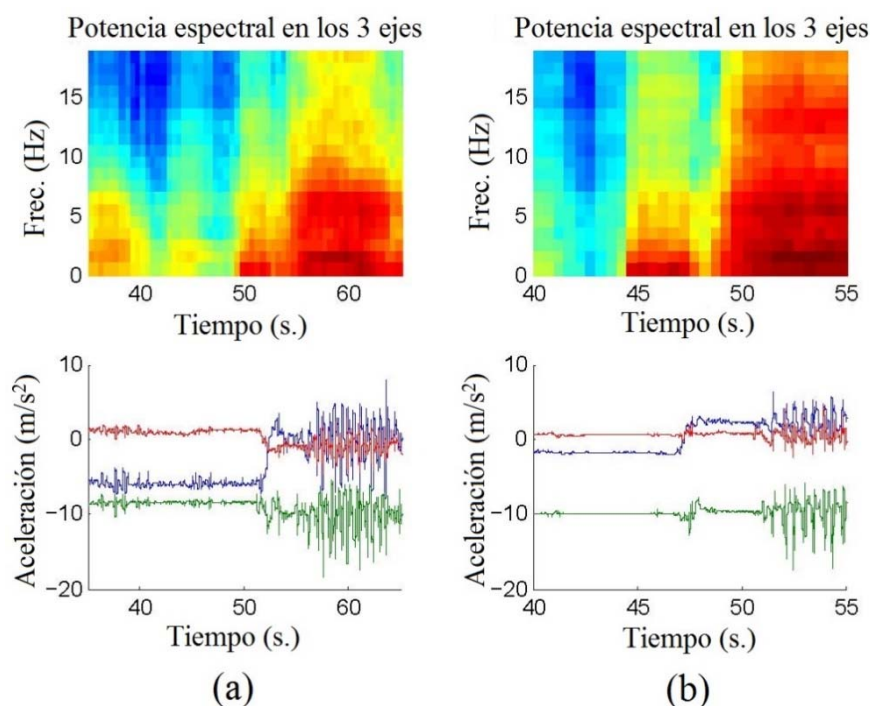 Potencia espectral en los 3 ejes
Frec. (Hz)
15
10
5
0
40
50
60
Tiempo (s.)
Potencia espectral en los 3 ejes
Frec. (Hz)
15
10
5
0
40
45
50
55
Tiempo (s.)
Aceleración (m/s²)
10
0
−10
−20
40
50
60
Tiempo (s.)
(a)
Aceleración (m/s²)
10
0
−10
−20
40
45
50
55
Tiempo (s.)
(b)